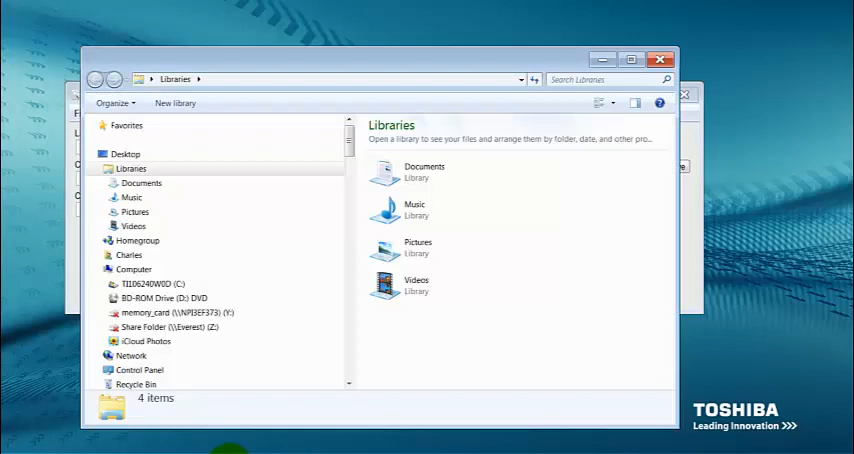 Libraries
Search Libraries
Organize
New library
Favorites
Desktop
Libraries
Documents
Music
Pictures
Videos
Homegroup
Charles
Computer
TI106240W0D (C:)
BD-ROM Drive (D:) DVD
memory_card (\\NPI3EF373) (Y:)
Share Folder (\\Everest) (Z:)
iCloud Photos
Network
Control Panel
Recycle Bin
Libraries
Open a library to see your files and arrange them by folder, date, and other pro...
Documents
Library
Music
Library
Pictures
Library
Videos
Library
4 items
TOSHIBA
Leading Innovation >>>